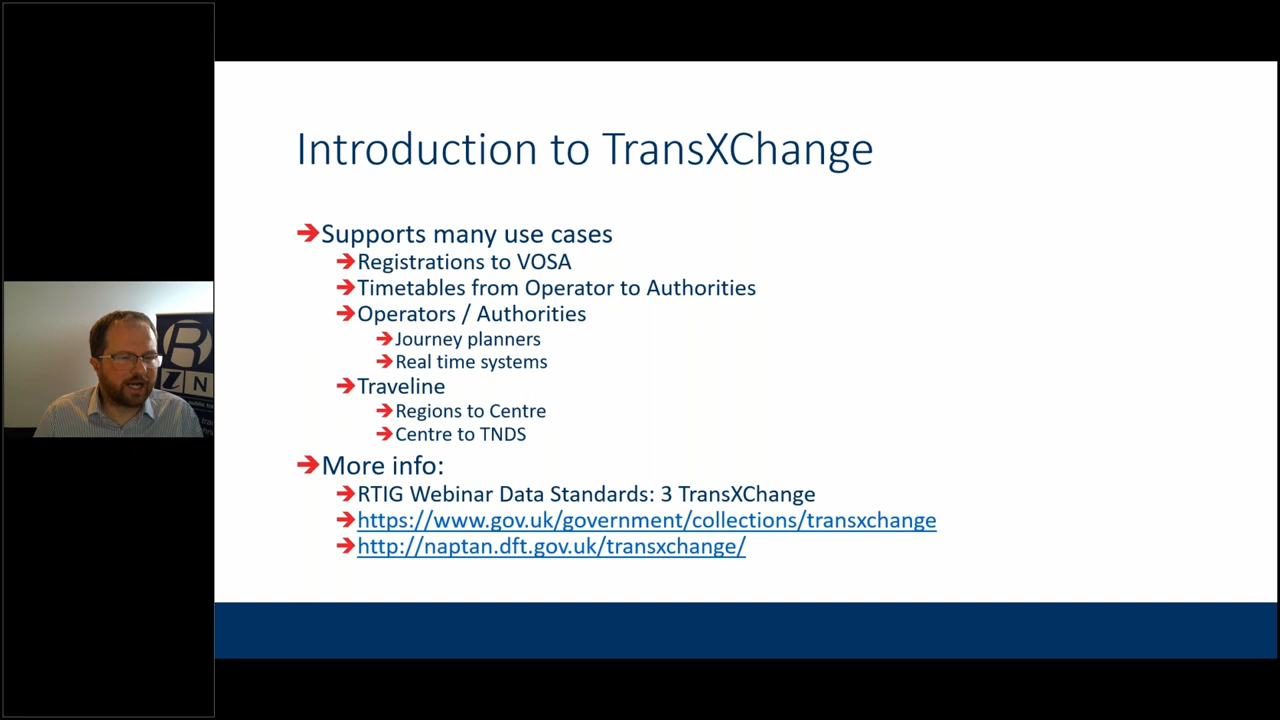 Introduction to TransXChange
Supports many use cases
Registrations to VOSA
Timetables from Operator to Authorities
Operators / Authorities
Journey planners
Real time systems
Traveline
Regions to Centre
Centre to TNDS
More info:
RTIG Webinar Data Standards: 3 TransXChange
https://www.gov.uk/government/collections/transxchange
http://naptan.dft.gov.uk/transxchange/
R
i N